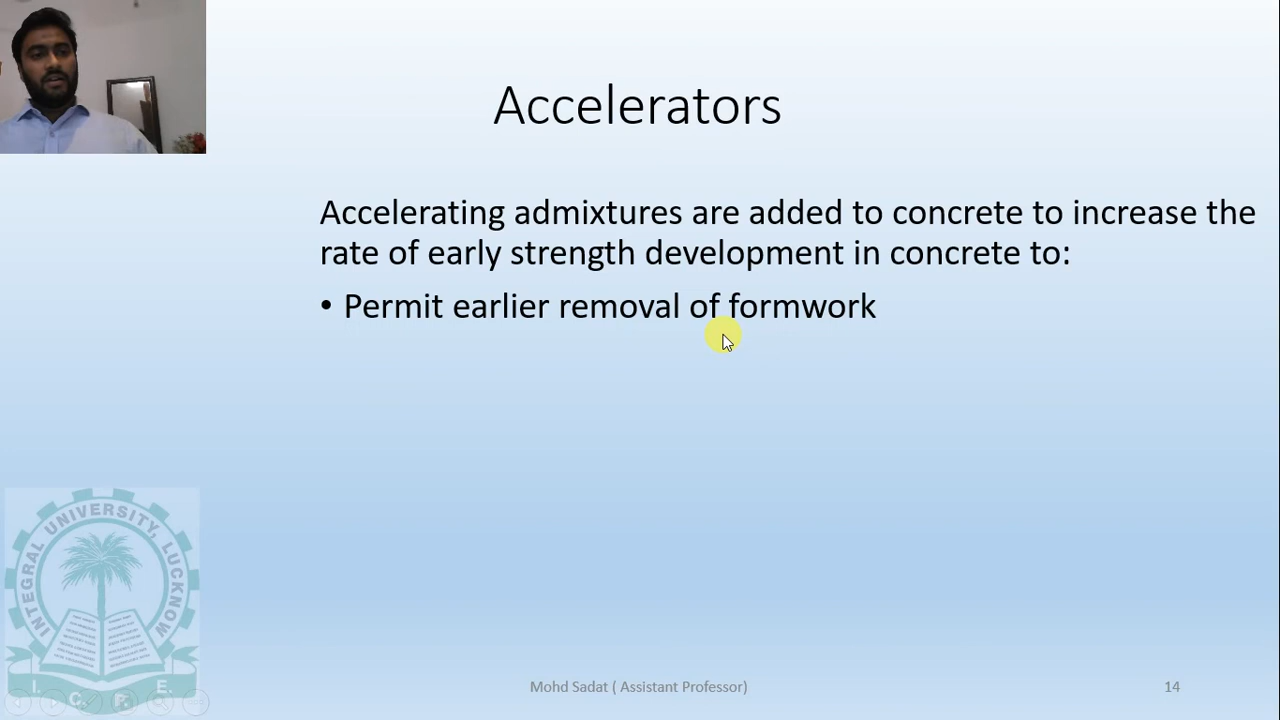 Accelerators
Accelerating admixtures are added to concrete to increase the
rate of early strength development in concrete to:
• Permit earlier removal of formwork
INTEGRAL UNIVERSITY, LUCKNOW
Mohd Sadat ( Assistant Professor)
14